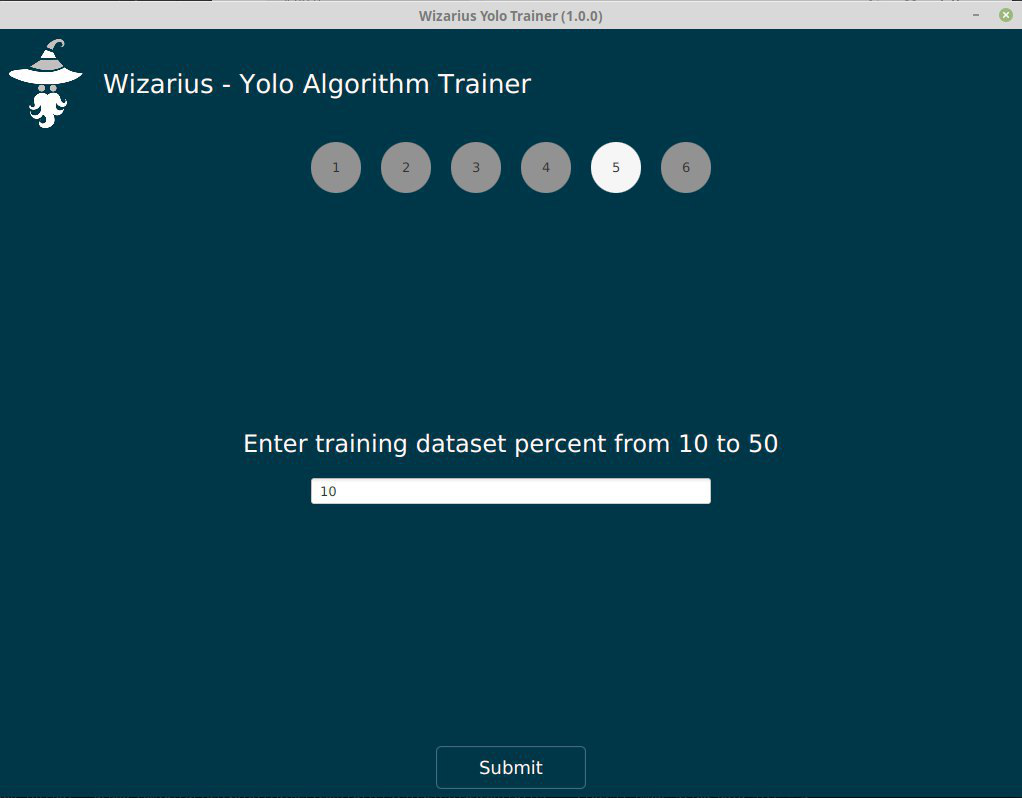 Wizarius Yolo Trainer (1.0.0)
Wizarius - Yolo Algorithm Trainer
1 2 3 4 5 6
Enter training dataset percent from 10 to 50
10
Submit